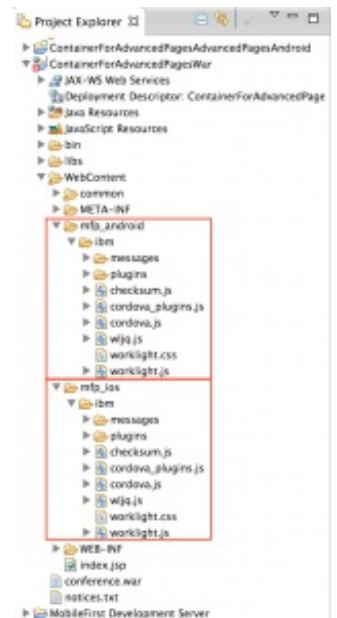 Project Explorer
ContainerForAdvancedPagesAdvancedPagesAndroid
ContainerForAdvancedPagesWar
JAX-WS Web Services
Deployment Descriptor: ContainerForAdvancedPage
Java Resources
JavaScript Resources
bin
libs
WebContent
common
META-INF
mfp_android
ibm
messages
plugins
checksum.js
cordova_plugins.js
cordova.js
wljq.js
worklight.css
worklight.js
mfp_ios
ibm
messages
plugins
checksum.js
cordova_plugins.js
cordova.js
wljq.js
worklight.css
worklight.js
WEB-INF
index.jsp
conference.war
notices.txt
MobileFirst Development Server